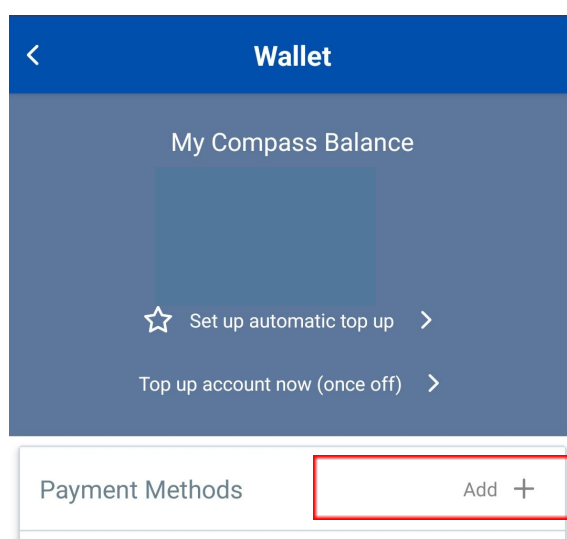 Wallet
My Compass Balance
Set up automatic top up
Top up account now (once off)
Payment Methods Add